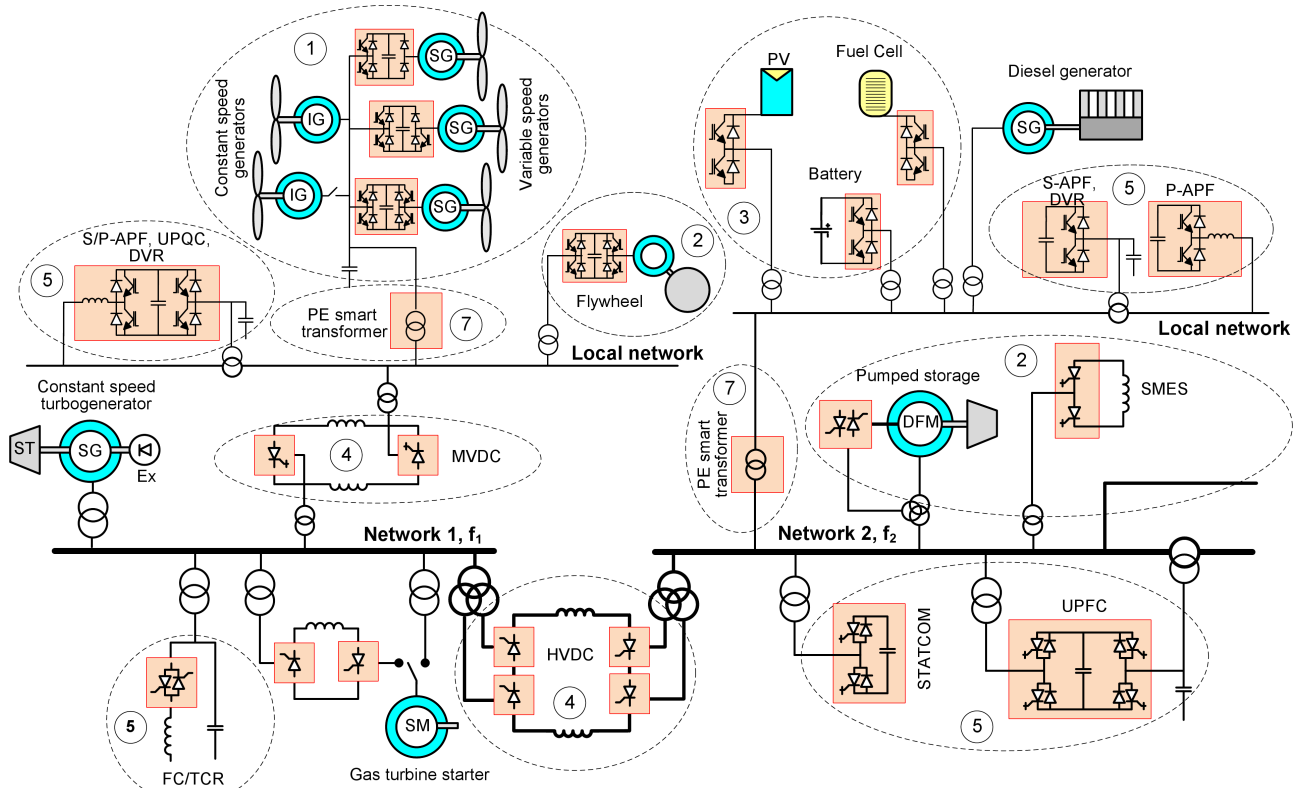 1
Constant speed
generators
Variable speed
generators
SG
IG
SG
IG
SG
PV
Fuel Cell
Battery
3
Diesel generator
SG
S-APF,
DVR
5
P-APF
S/P-APF, UPQC,
DVR
5
2
Flywheel
PE smart
transformer
7
Local network
Local network
Constant speed
turbogenerator
ST
SG
Ex
4
MVDC
7
PE smart
transformer
Pumped storage
DFM
2
SMES
Network 1, f1
Network 2, f2
5
FC/TCR
SM
Gas turbine starter
HVDC
4
STATCOM
UPFC
5